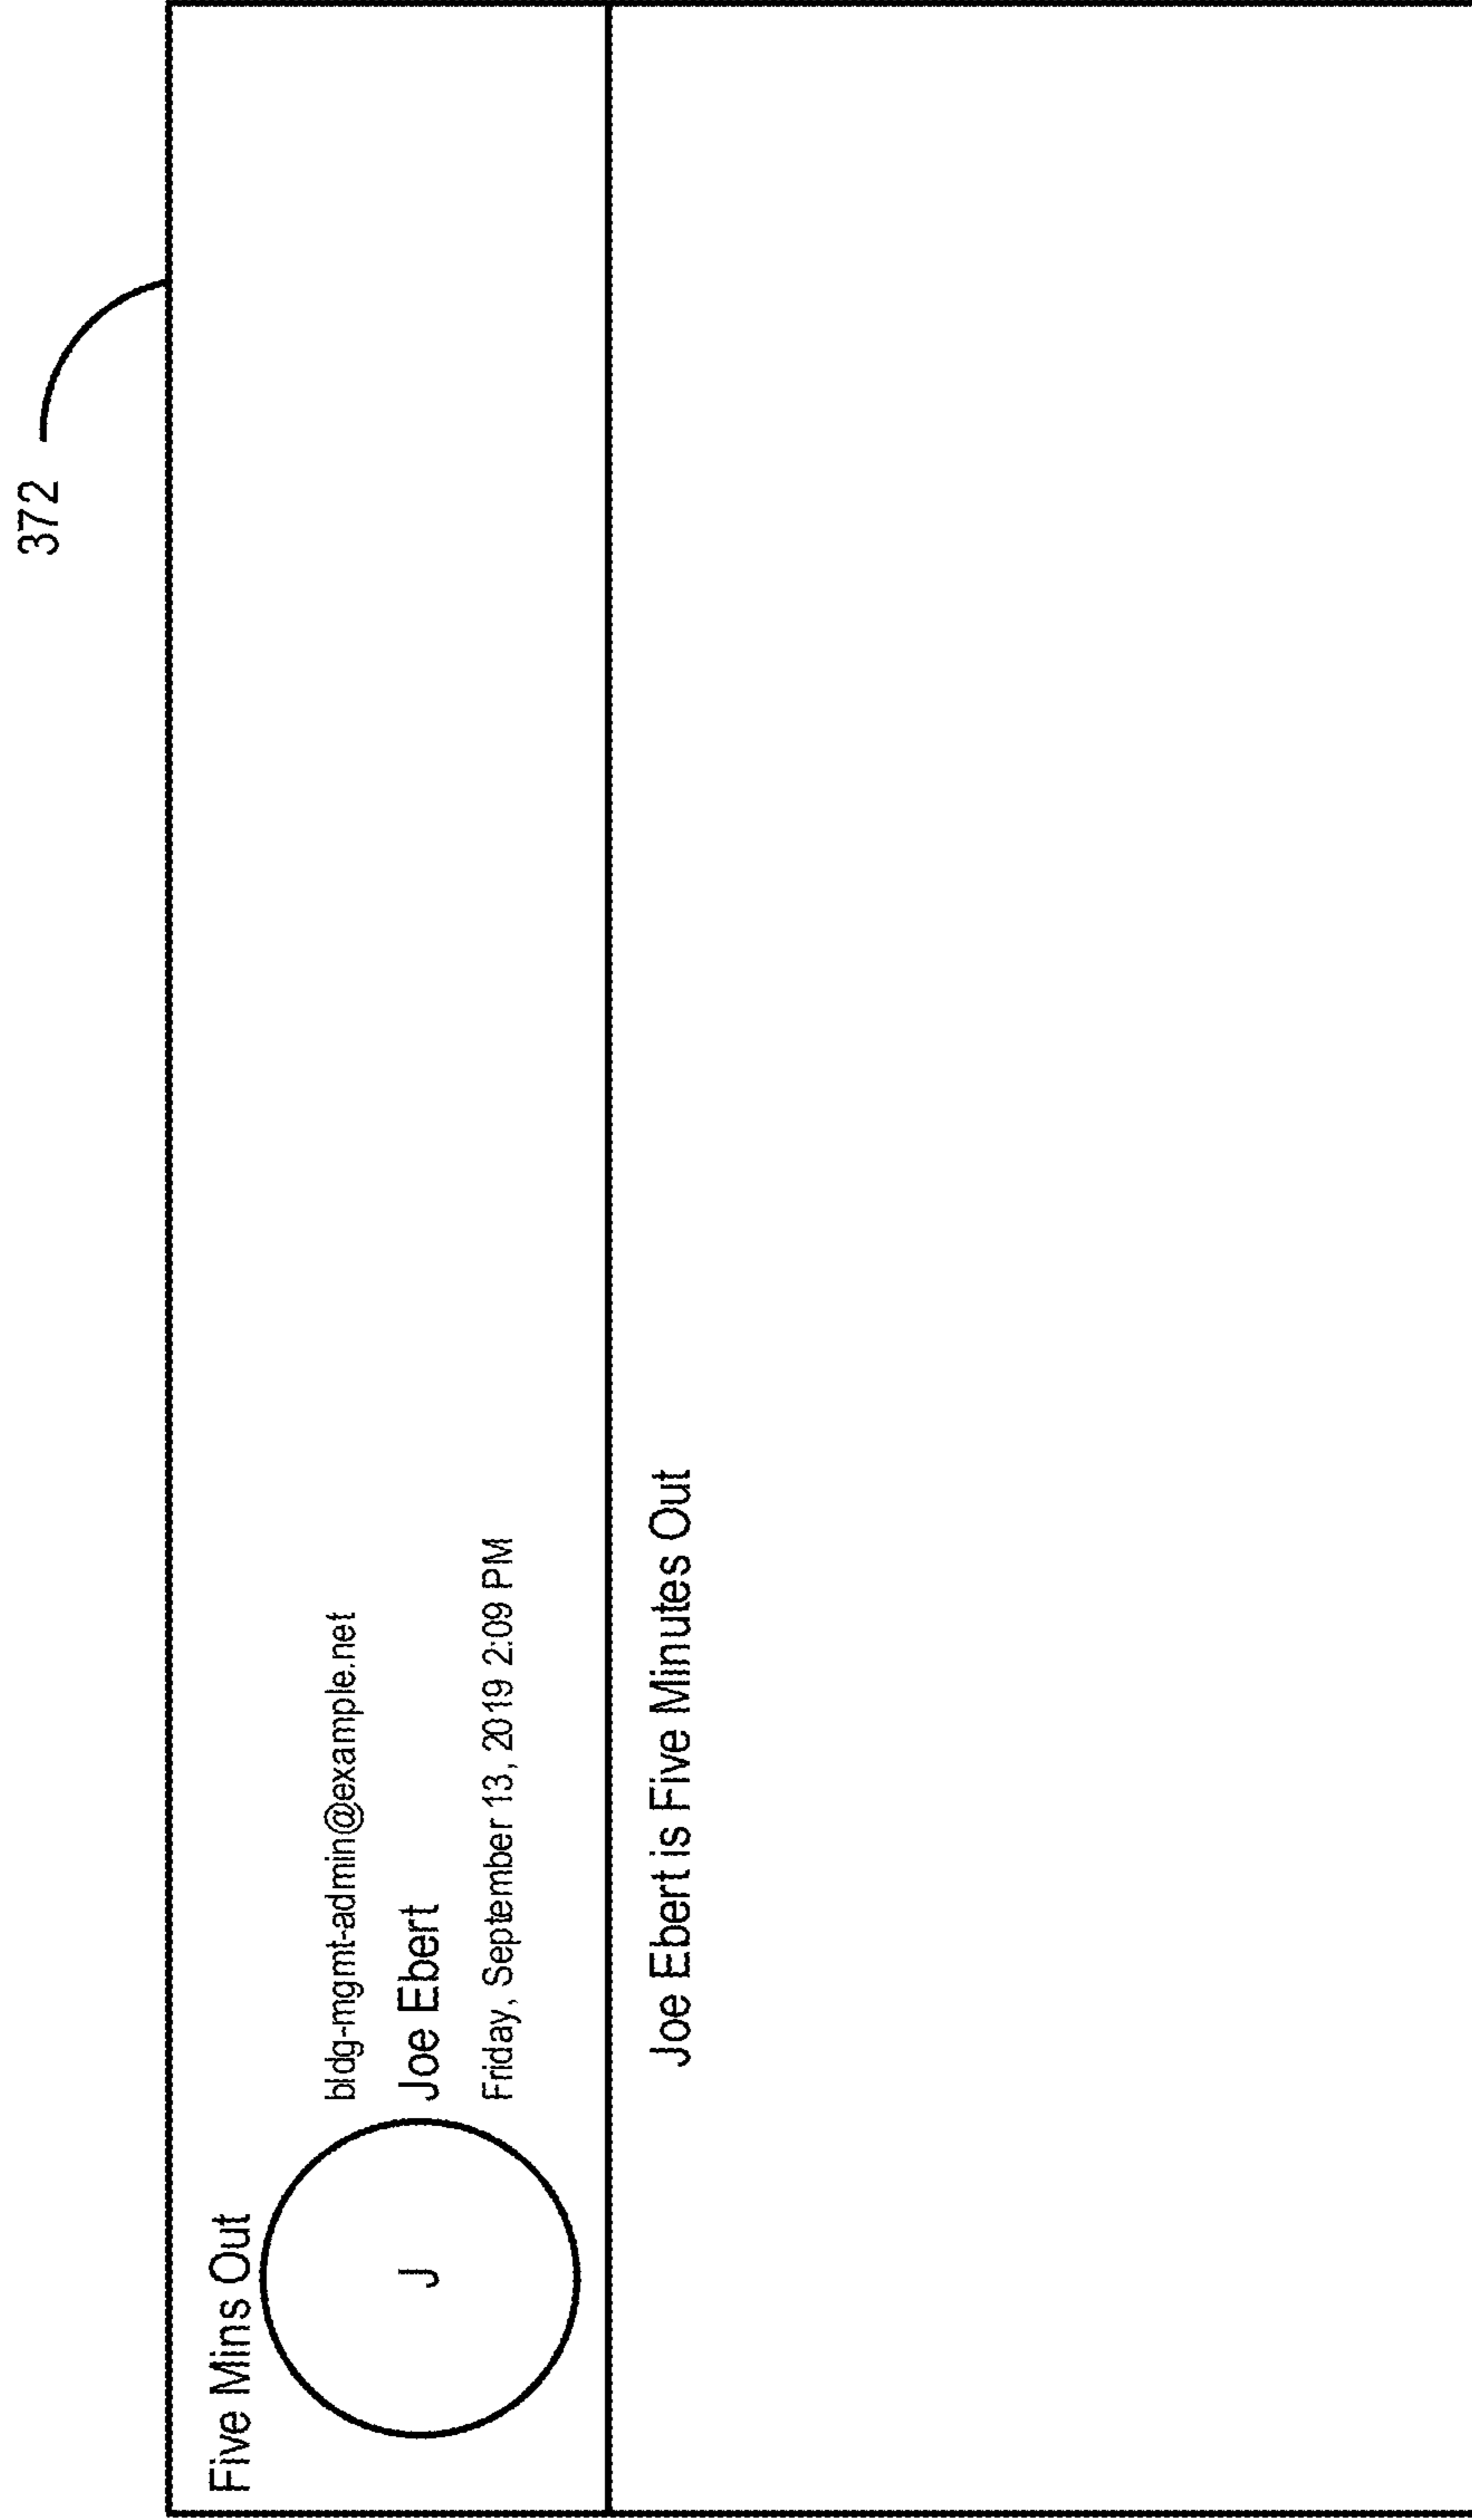 372
Five Mins Out
J
bldg-mgmt-admin@example.net
Joe Ebert
Friday, September 13, 2019 2:09 PM
Joe Ebert is Five Minutes Out